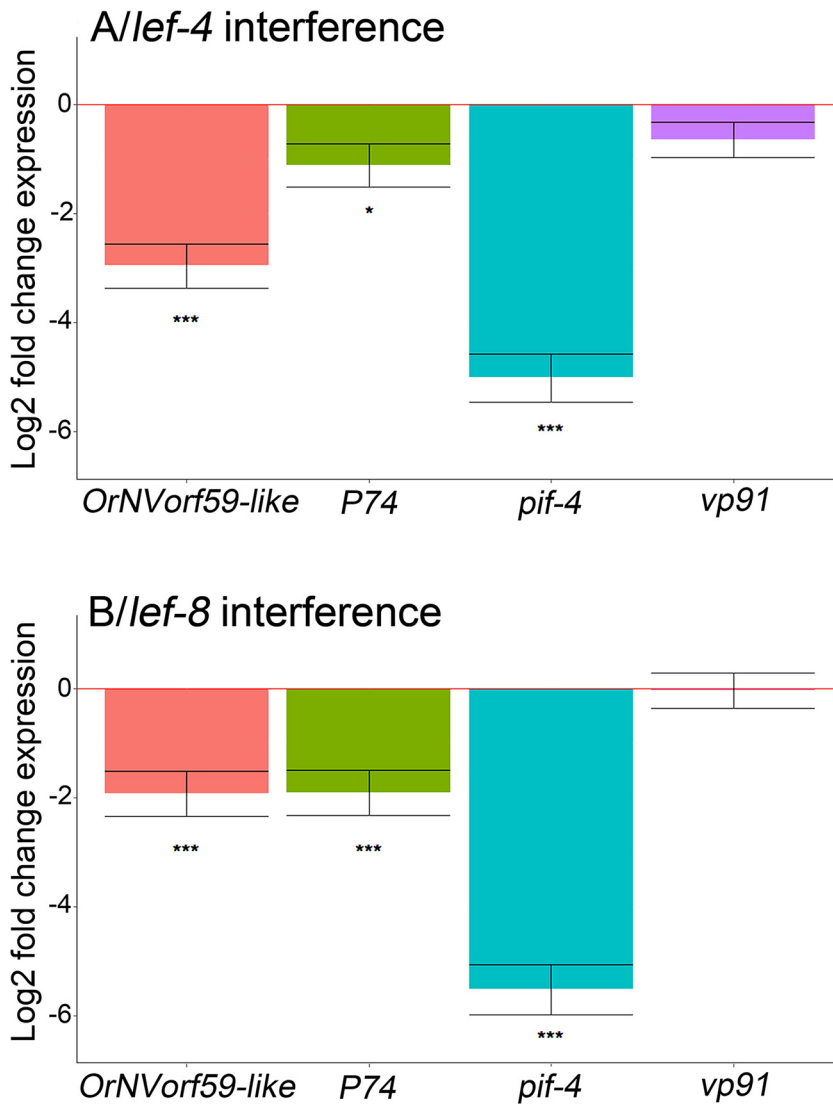 A/lef-4 interference
Log2 fold change expression
0
-2
-4
-6
***
*
***
OrNVorf59-like P74 pif-4 vp91
B/lef-8 interference
Log2 fold change expression
0
-2
-4
-6
***
***
***
OrNVorf59-like P74 pif-4 vp91